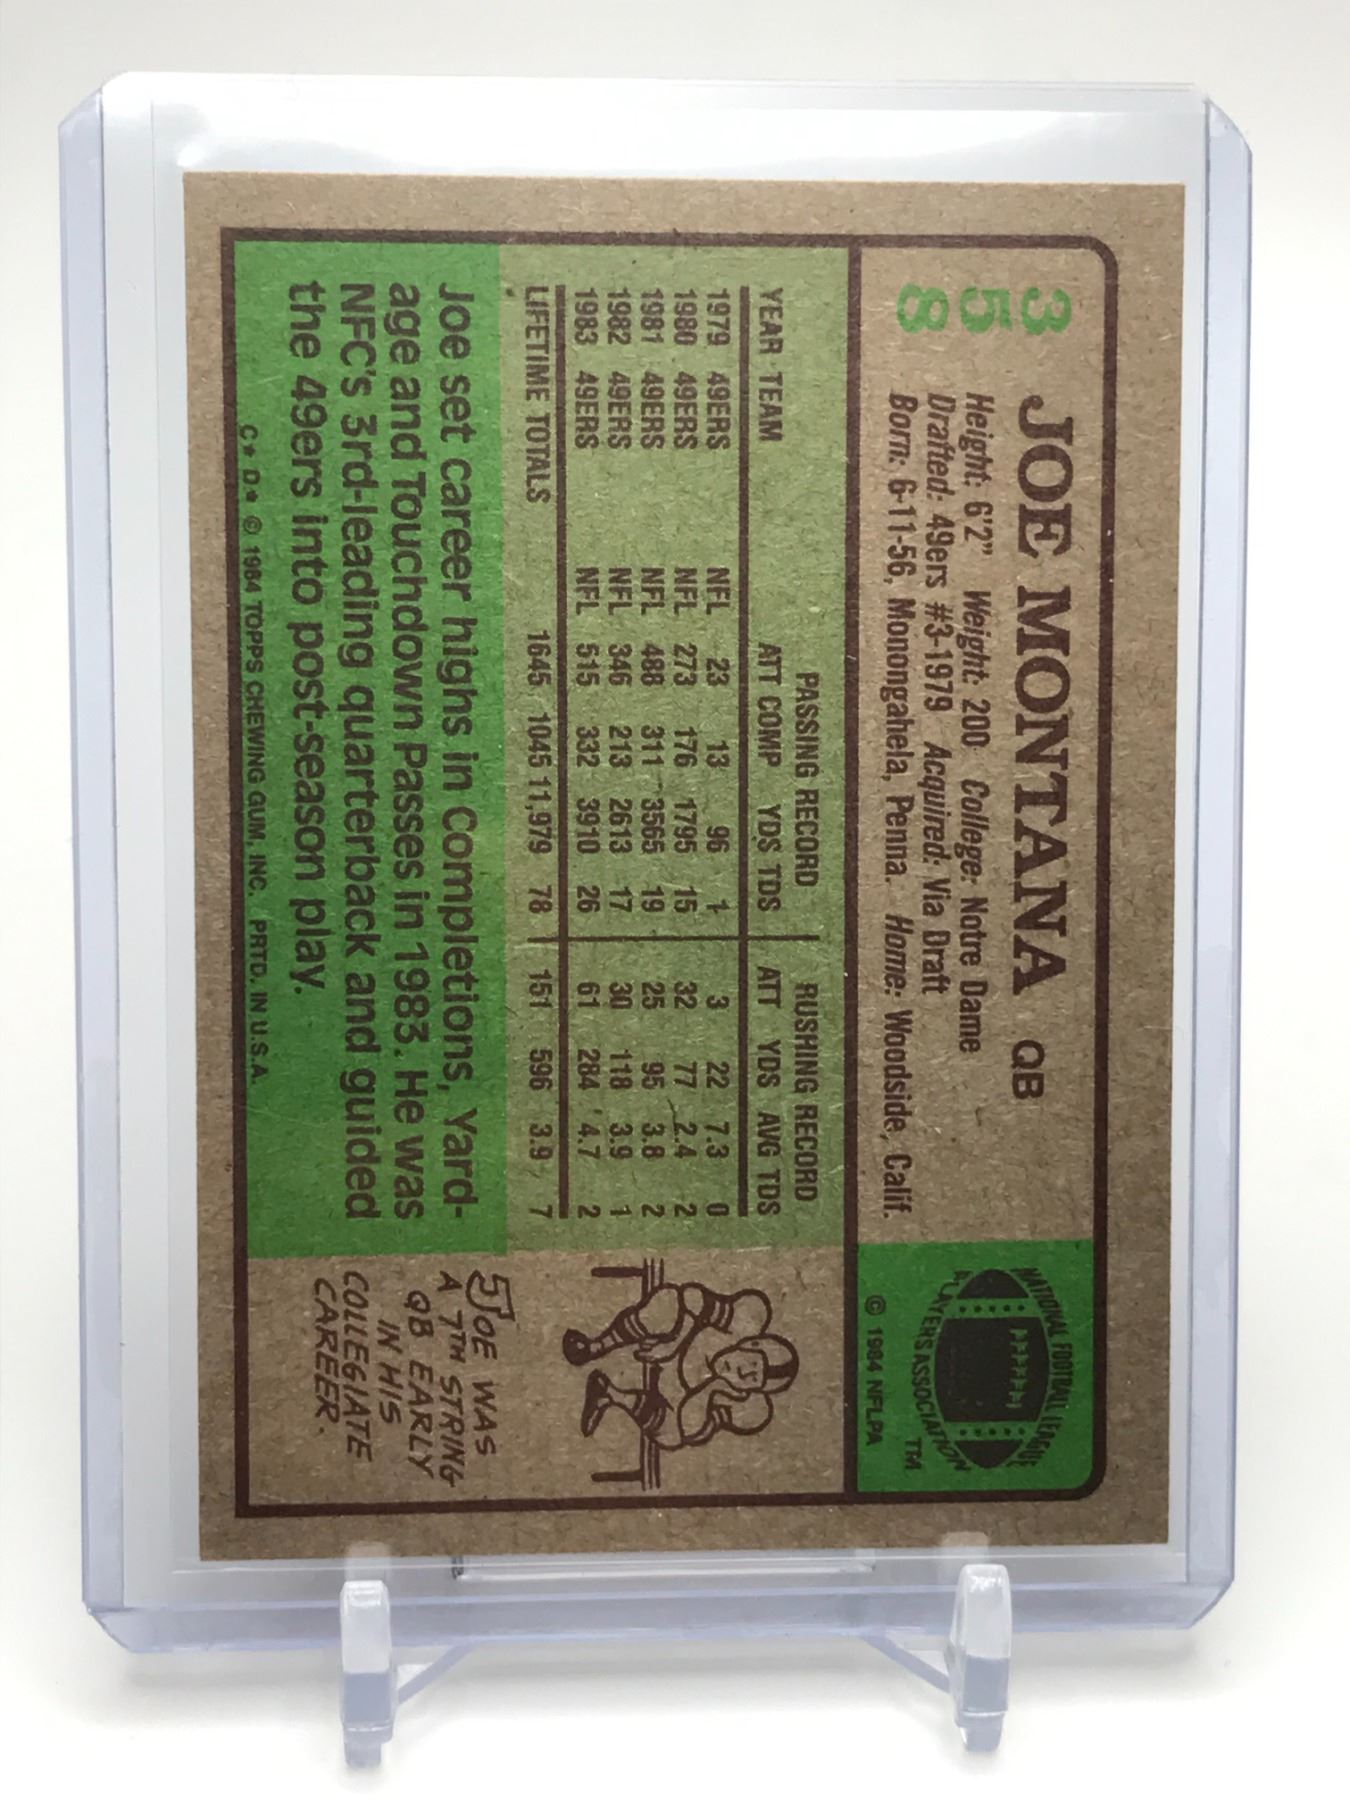 358
JOE MONTANA QB
Height: 6'2" Weight: 200 College: Notre Dame
Drafted: 49ers #3-1979 Acquired: Via Draft
Born: 6-11-56, Monongahela, Penna. Home: Woodside, Calif.
NATIONAL FOOTBALL LEAGUE
PLAYERS ASSOCIATION
TM
© 1984 NFLPA
PASSING RECORD RUSHING RECORD
YEAR TEAM ATT COMP YDS TDS ATT YDS AVG TDS
1979 49ERS NFL 23 13 96 1 3 22 7.3 0
1980 49ERS NFL 273 176 1795 15 32 77 2.4 2
1981 49ERS NFL 488 311 3565 19 25 95 3.8 2
1982 49ERS NFL 346 213 2613 17 30 118 3.9 1
1983 49ERS NFL 515 332 3910 26 61 284 4.7 2
LIFETIME TOTALS 1645 1045 11,979 78 151 596 3.9 7
Joe set career highs in Completions, Yard-
age and Touchdown Passes in 1983. He was
NFC's 3rd-leading quarterback and guided
the 49ers into post-season play.
C* D* © 1984 TOPPS CHEWING GUM, INC. PRTD. IN U.S.A.
JOE WAS
A 7TH STRING
QB EARLY
IN HIS
COLLEGIATE
CAREER.